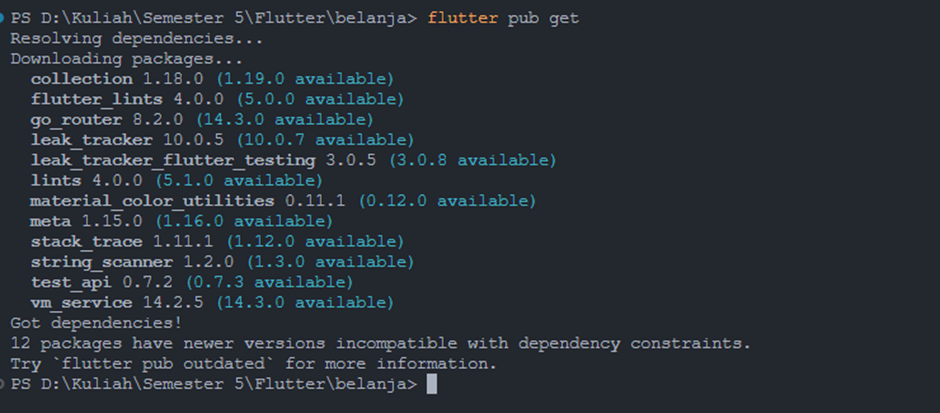 PS D:\Kuliah\Semester 5\Flutter\belanja> flutter pub get
Resolving dependencies...
Downloading packages...
  collection 1.18.0 (1.19.0 available)
  flutter_lints 4.0.0 (5.0.0 available)
  go_router 8.2.0 (14.3.0 available)
  leak_tracker 10.0.5 (10.0.7 available)
  leak_tracker_flutter_testing 3.0.5 (3.0.8 available)
  lints 4.0.0 (5.1.0 available)
  material_color_utilities 0.11.1 (0.12.0 available)
  meta 1.15.0 (1.16.0 available)
  stack_trace 1.11.1 (1.12.0 available)
  string_scanner 1.2.0 (1.3.0 available)
  test_api 0.7.2 (0.7.3 available)
  vm_service 14.2.5 (14.3.0 available)
Got dependencies!
12 packages have newer versions incompatible with dependency constraints.
Try `flutter pub outdated` for more information.
PS D:\Kuliah\Semester 5\Flutter\belanja>